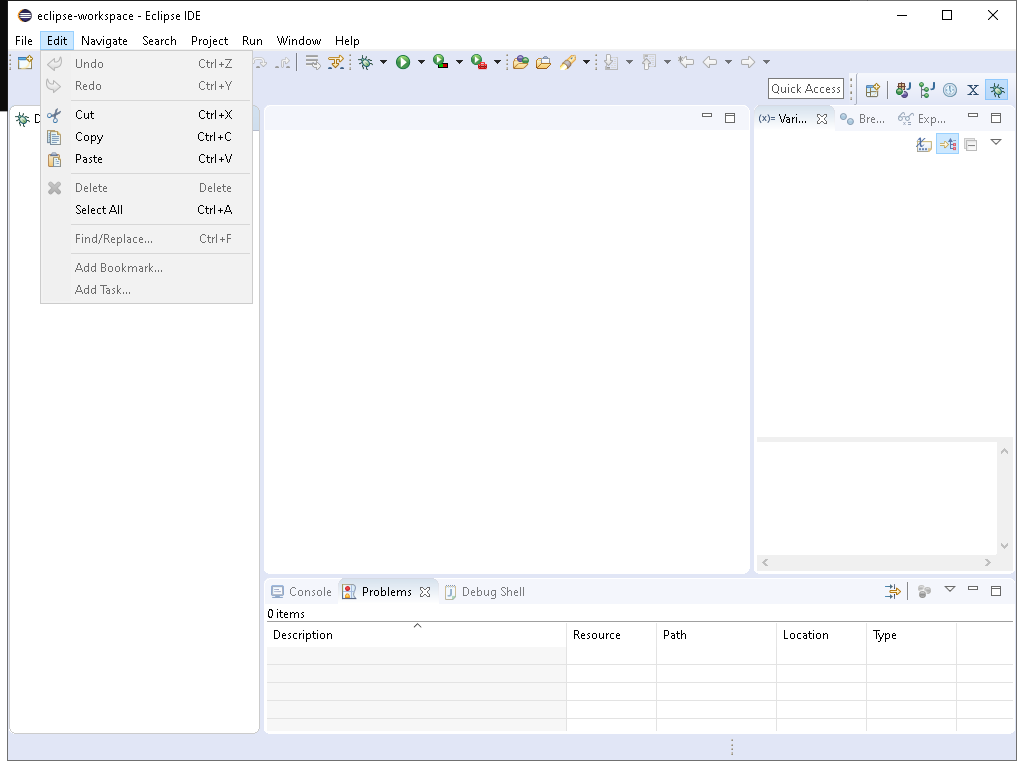 eclipse-workspace - Eclipse IDE
File Edit Navigate Search Project Run Window Help
Undo Ctrl+Z
Redo Ctrl+Y
Cut Ctrl+X
Copy Ctrl+C
Paste Ctrl+V
Delete Delete
Select All Ctrl+A
Find/Replace... Ctrl+F
Add Bookmark...
Add Task...
Quick Access
(x)= Vari... Bre... Exp...
Console Problems Debug Shell
0 items
Description Resource Path Location Type